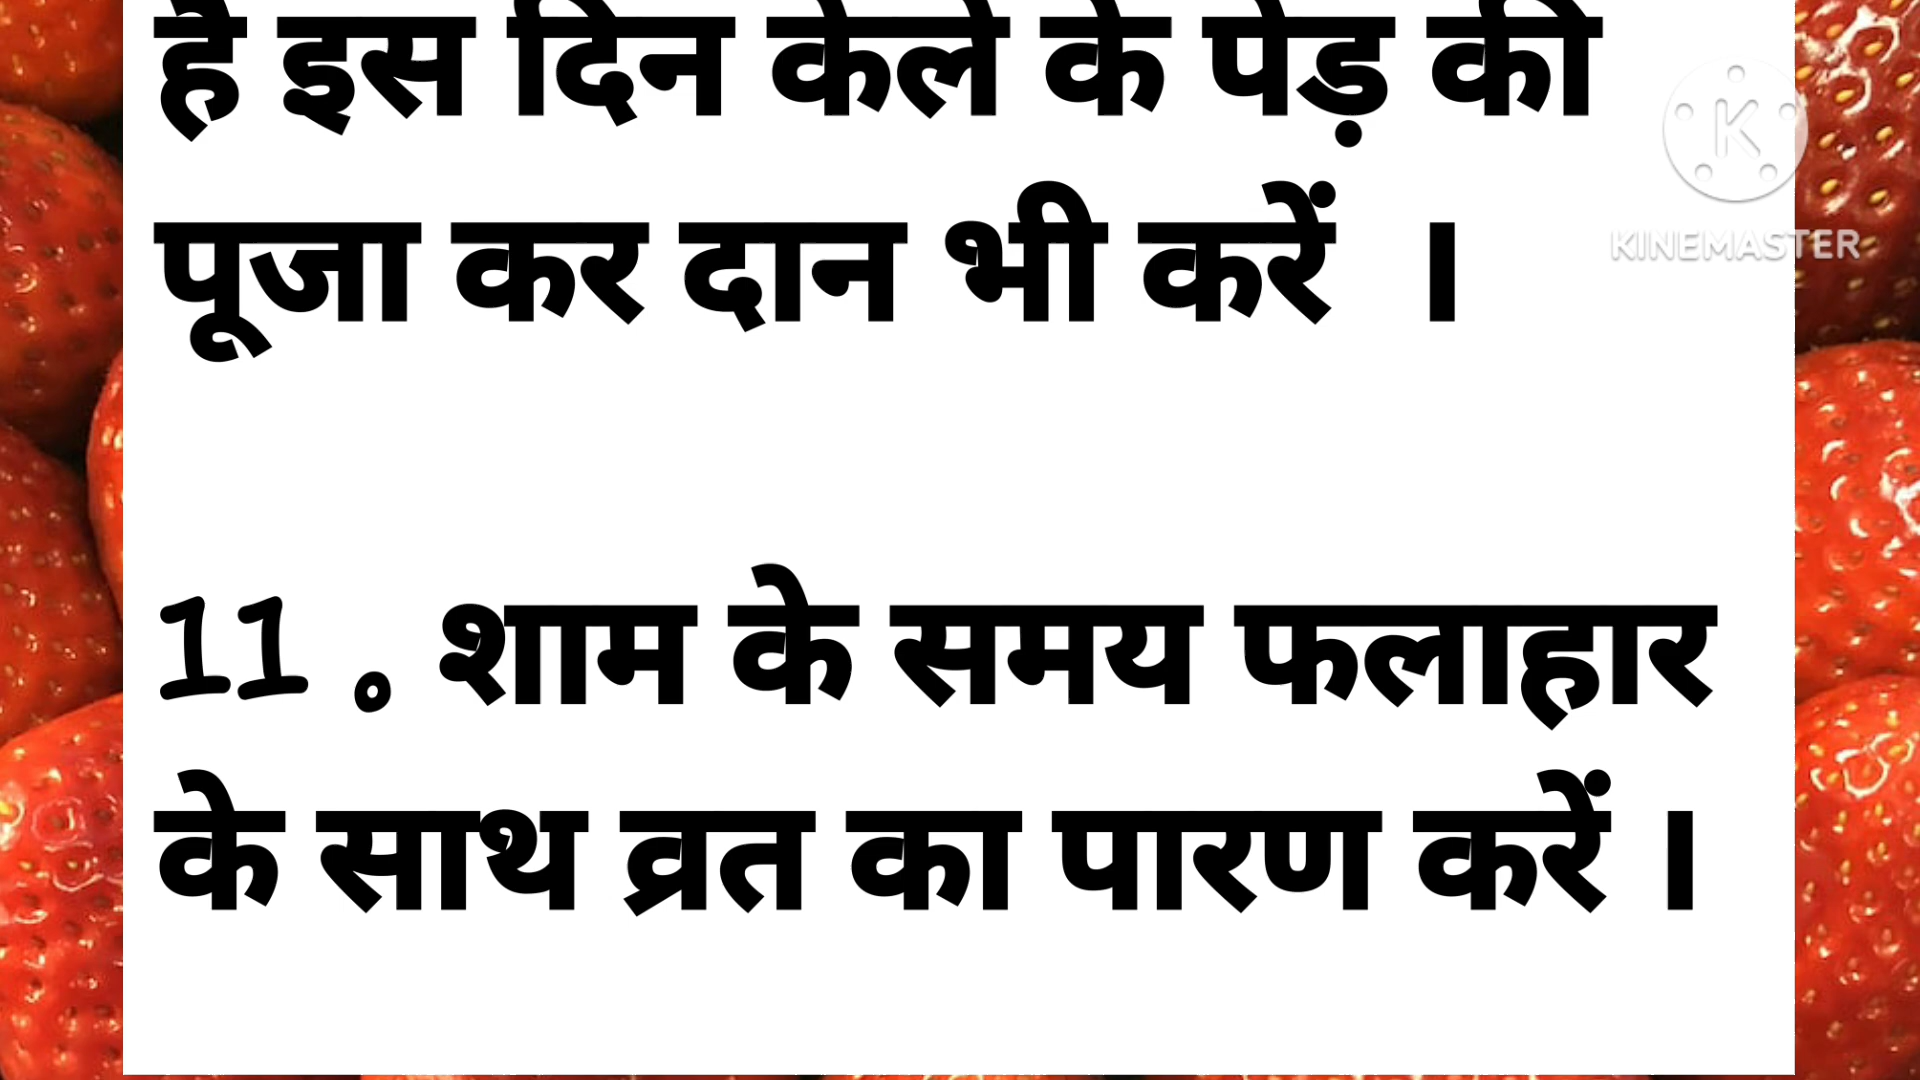 है इस दिन केले के पेड़ की
पूजा कर दान भी करें ।
11 . शाम के समय फलाहार
के साथ व्रत का पारण करें ।
K
KINEMASTER